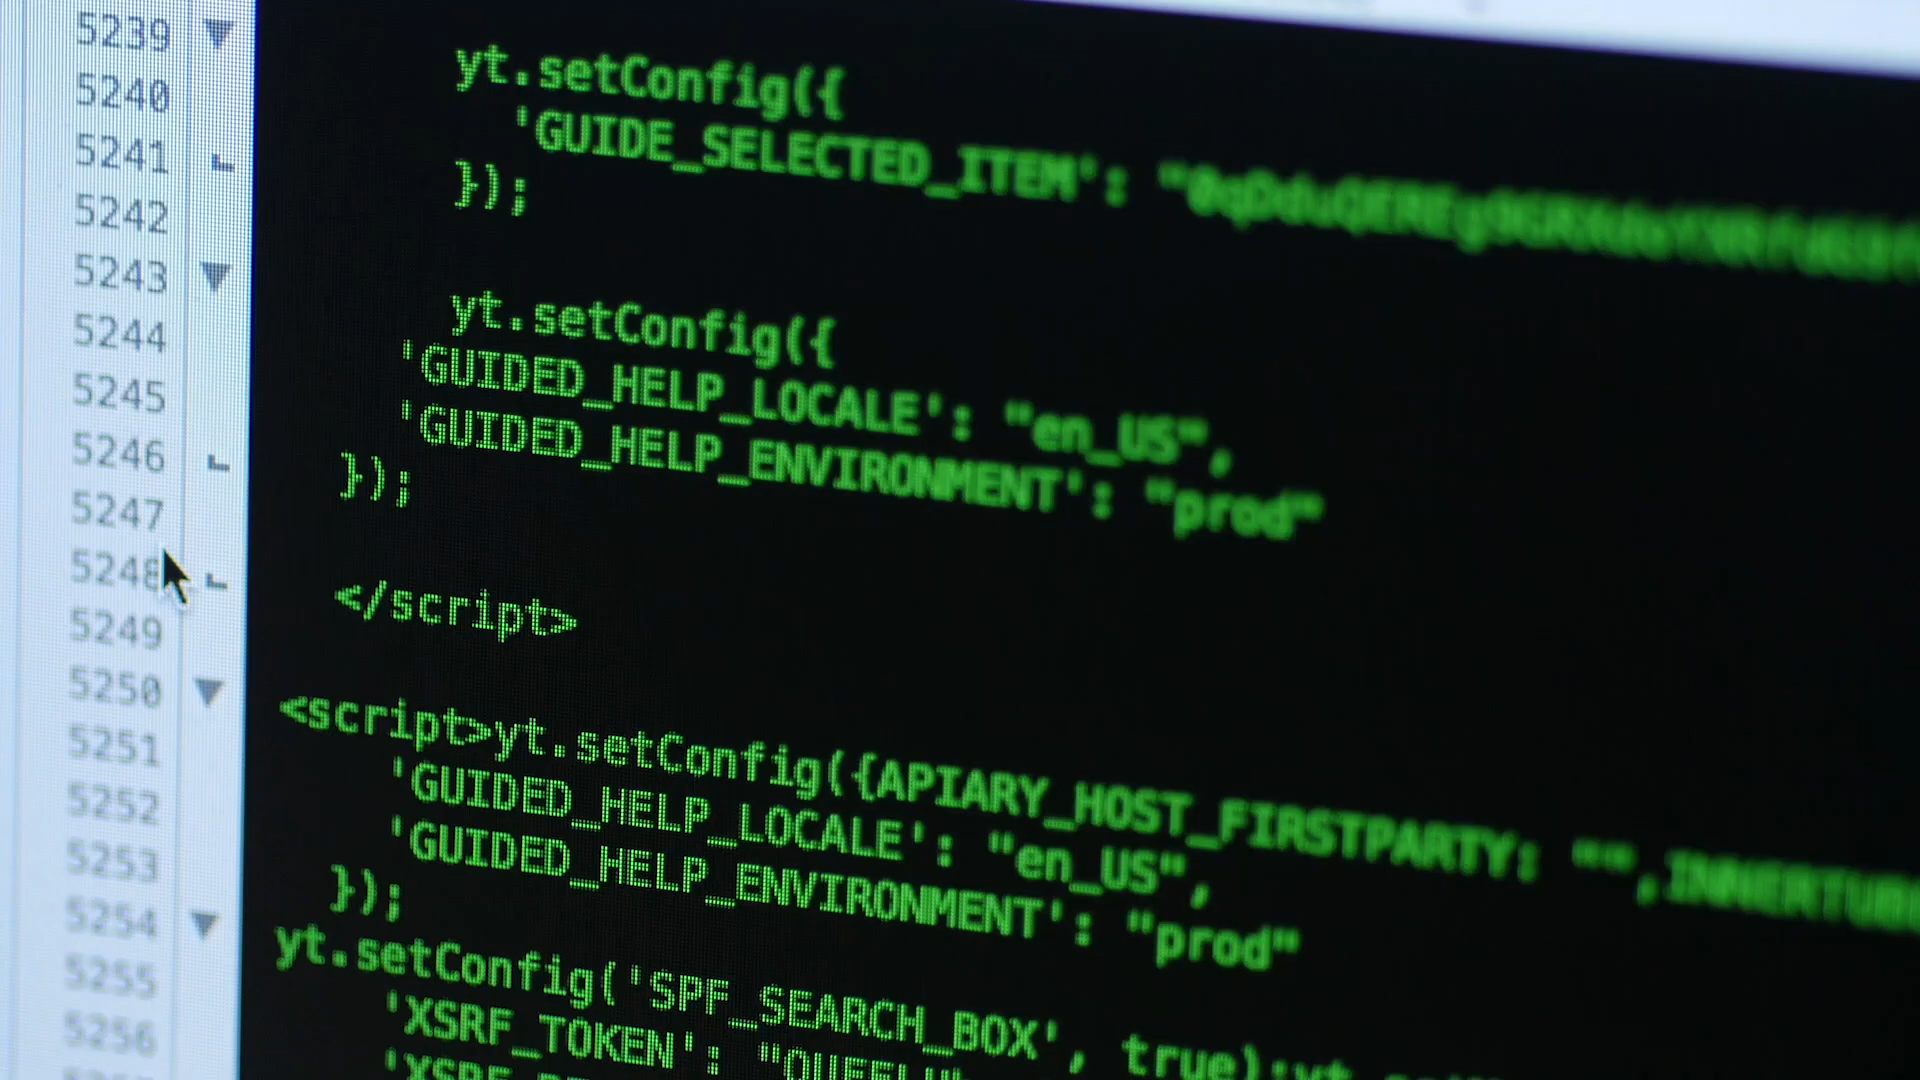 5239
5240
5241
5242
5243
5244
5245
5246
5247
5248
5249
5250
5251
5252
5253
5254
5255
5256
yt.setConfig({
'GUIDE_SELECTED_ITEM':
});
yt.setConfig({
'GUIDED_HELP_LOCALE': "en_US",
'GUIDED_HELP_ENVIRONMENT': "prod"
});
</script>
<script>yt.setConfig({APIARY_HOST_FIRSTPARTY: "",
'GUIDED_HELP_LOCALE': "en_US",
'GUIDED_HELP_ENVIRONMENT': "prod"
});
yt.setConfig('SPF_SEARCH_BOX', true);
'XSRF_TOKEN':